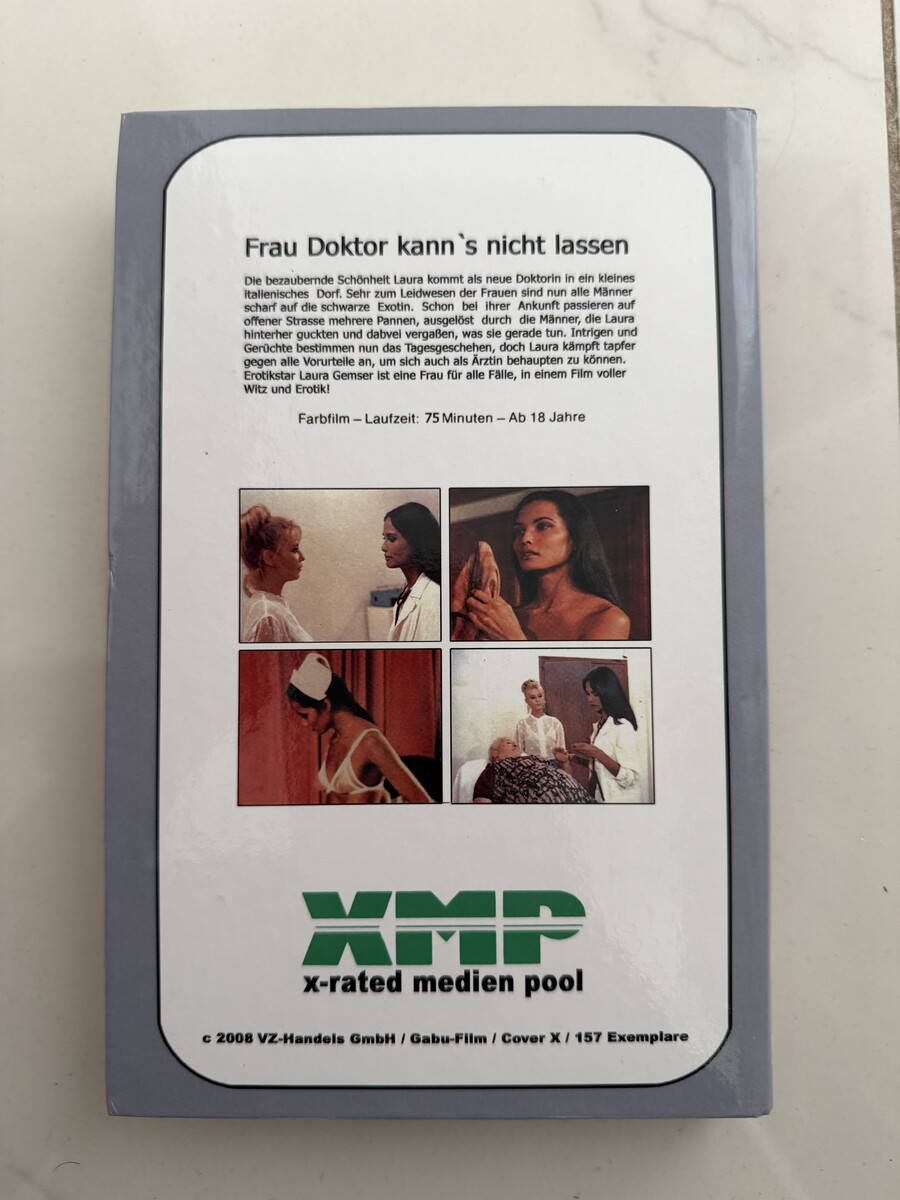 Frau Doktor kann`s nicht lassen
Die bezaubernde Schönheit Laura kommt als neue Doktorin in ein kleines
italienisches Dorf. Sehr zum Leidwesen der Frauen sind nun alle Männer
scharf auf die schwarze Exotin. Schon bei ihrer Ankunft passieren auf
offener Strasse mehrere Pannen, ausgelöst durch die Männer, die Laura
hinterher guckten und dabvei vergaßen, was sie gerade tun. Intrigen und
Gerüchte bestimmen nun das Tagesgeschehen, doch Laura kämpft tapfer
gegen alle Vorurteile an, um sich auch als Ärztin behaupten zu können.
Erotikstar Laura Gemser ist eine Frau für alle Fälle, in einem Film voller
Witz und Erotik!
Farbfilm – Laufzeit: 75 Minuten – Ab 18 Jahre
XMP
x-rated medien pool
c 2008 VZ-Handels GmbH / Gabu-Film / Cover X / 157 Exemplare